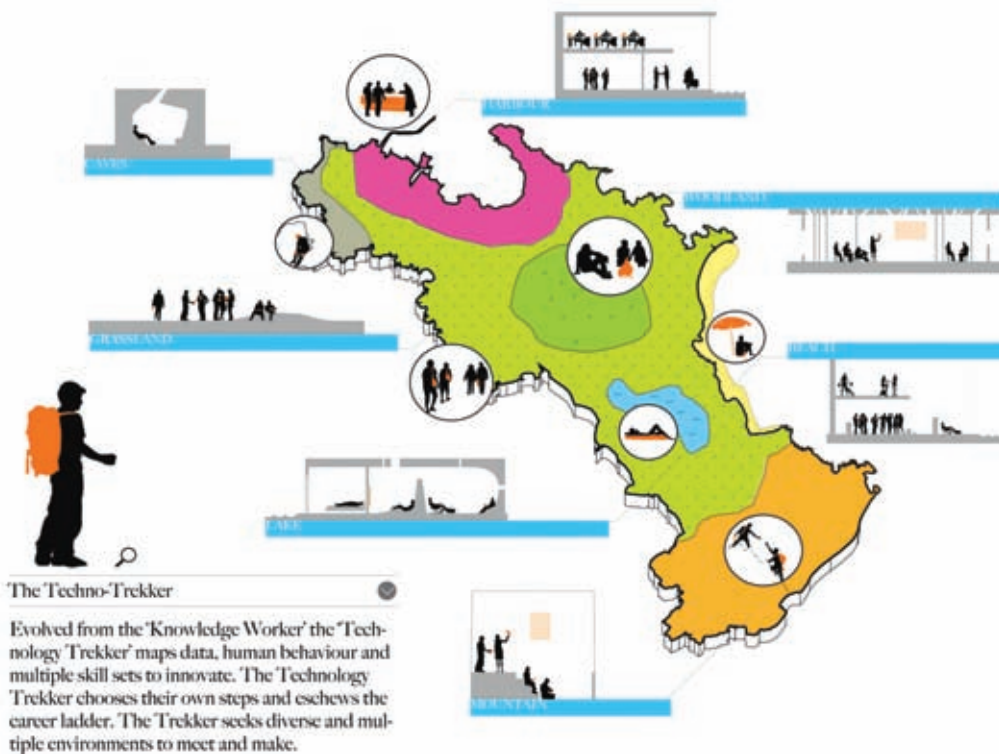 HARBOUR
CAVES
WOODLAND
GRASSLAND
BEACH
LAKE
The Techno-Trekker
Evolved from the 'Knowledge Worker' the 'Tech-
nology Trekker' maps data, human behaviour and
multiple skill sets to innovate. The Technology
Trekker chooses their own steps and eschews the
career ladder. The Trekker seeks diverse and mul-
tiple environments to meet and make.
MOUNTAIN